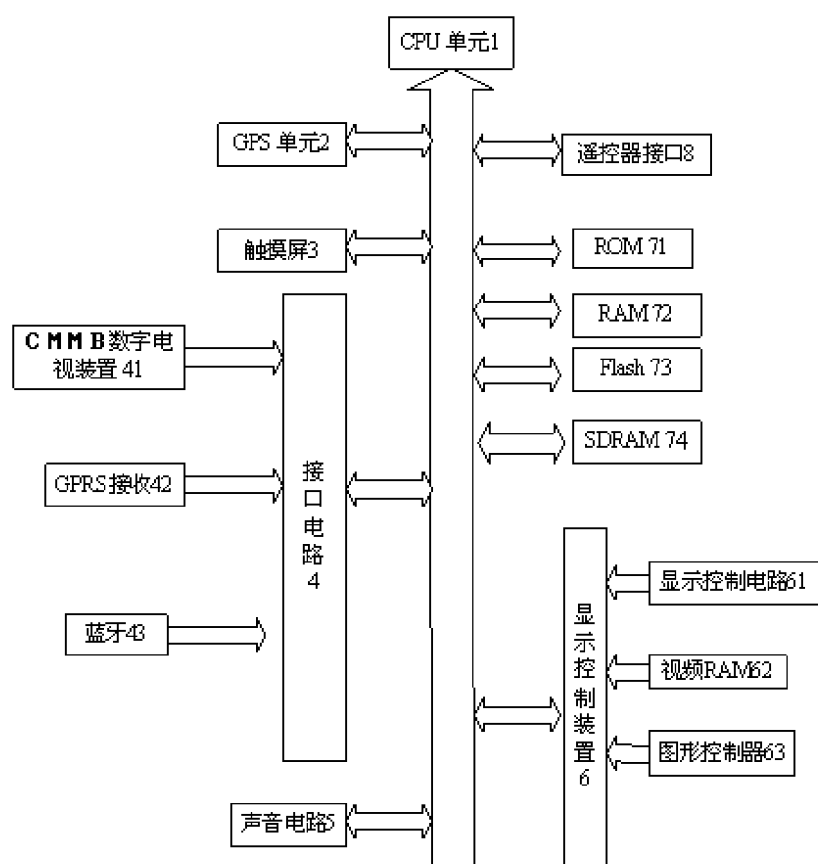 CPU 单元1
GPS 单元2
遥控器接口8
触摸屏3
ROM 71
RAM 72
CMMB数字电
视装置 41
Flash 73
SDRAM 74
GPRS接收42
接
口
电
路
4
显示控制电路61
蓝牙43
显
示
控
制
装
置
6
视频RAM62
图形控制器63
声音电路5